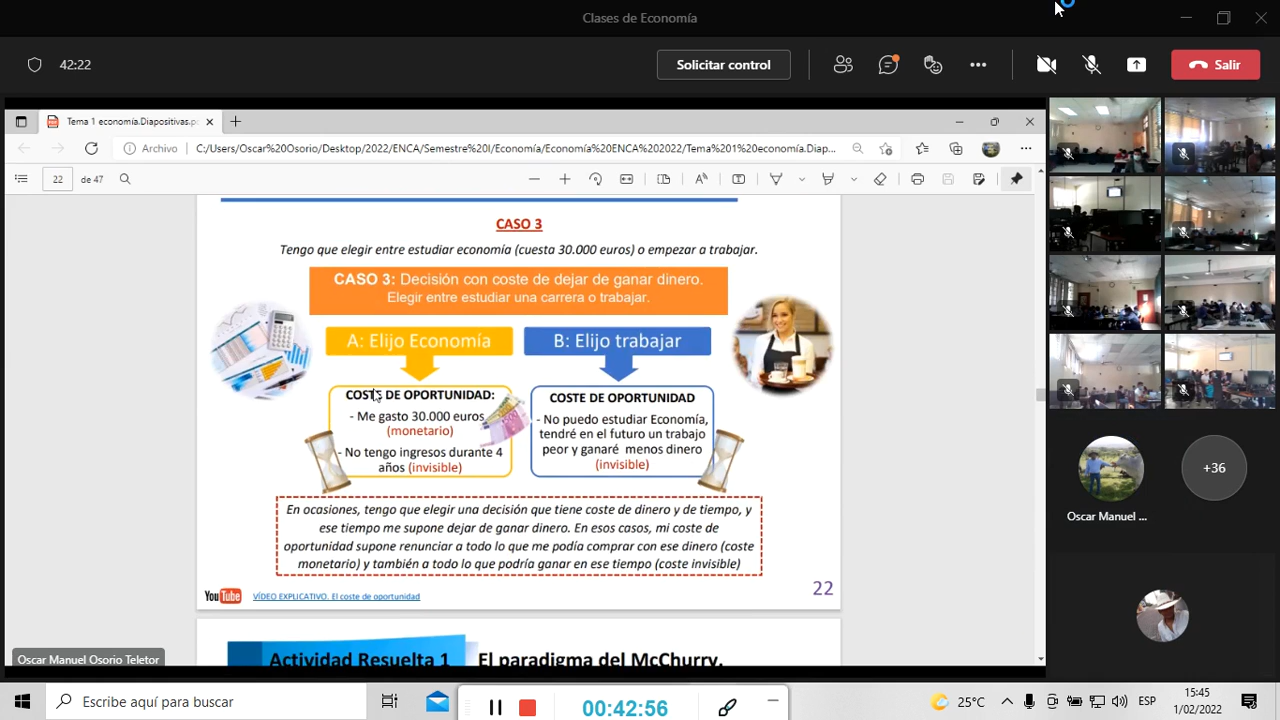 Clases de Economía
42:22
Solicitar control
Salir
Tema 1 economía.Diapositivas.pd
Archivo
C:/Users/Oscar%20Osorio/Desktop/2022/ENCA/Semestre%20I/Economía/Economía%20ENCA%202022/Tema%201%20economía.Diap...
22
de 47
CASO 3
Tengo que elegir entre estudiar economía (cuesta 30.000 euros) o empezar a trabajar.
CASO 3: Decisión con coste de dejar de ganar dinero.
Elegir entre estudiar una carrera o trabajar.
A: Elijo Economía
COSTE DE OPORTUNIDAD:
- Me gasto 30.000 euros
(monetario)
- No tengo ingresos durante 4
años (invisible)
B: Elijo trabajar
COSTE DE OPORTUNIDAD
- No puedo estudiar Economía,
tendré en el futuro un trabajo
peor y ganaré menos dinero
(invisible)
En ocasiones, tengo que elegir una decisión que tiene coste de dinero y de tiempo, y
ese tiempo me supone dejar de ganar dinero. En esos casos, mi coste de
oportunidad supone renunciar a todo lo que me podía comprar con ese dinero (coste
monetario) y también a todo lo que podría ganar en ese tiempo (coste invisible)
YouTube
VÍDEO EXPLICATIVO. El coste de oportunidad
22
Actividad Resuelta 1
El paradigma del McChurry.
Oscar Manuel Osorio Teletor
+36
Oscar Manuel ...
Escribe aquí para buscar
00:42:56
25°C
ESP
15:45
1/02/2022